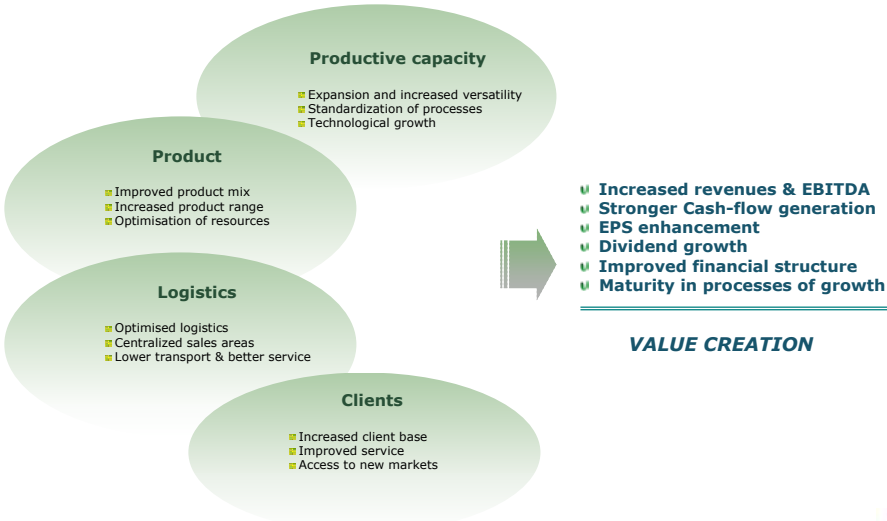 Productive capacity
Expansion and increased versatility
Standardization of processes
Technological growth
Product
Improved product mix
Increased product range
Optimisation of resources
Logistics
Optimised logistics
Centralized sales areas
Lower transport & better service
Clients
Increased client base
Improved service
Access to new markets
Increased revenues & EBITDA
Stronger Cash-flow generation
EPS enhancement
Dividend growth
Improved financial structure
Maturity in processes of growth
VALUE CREATION